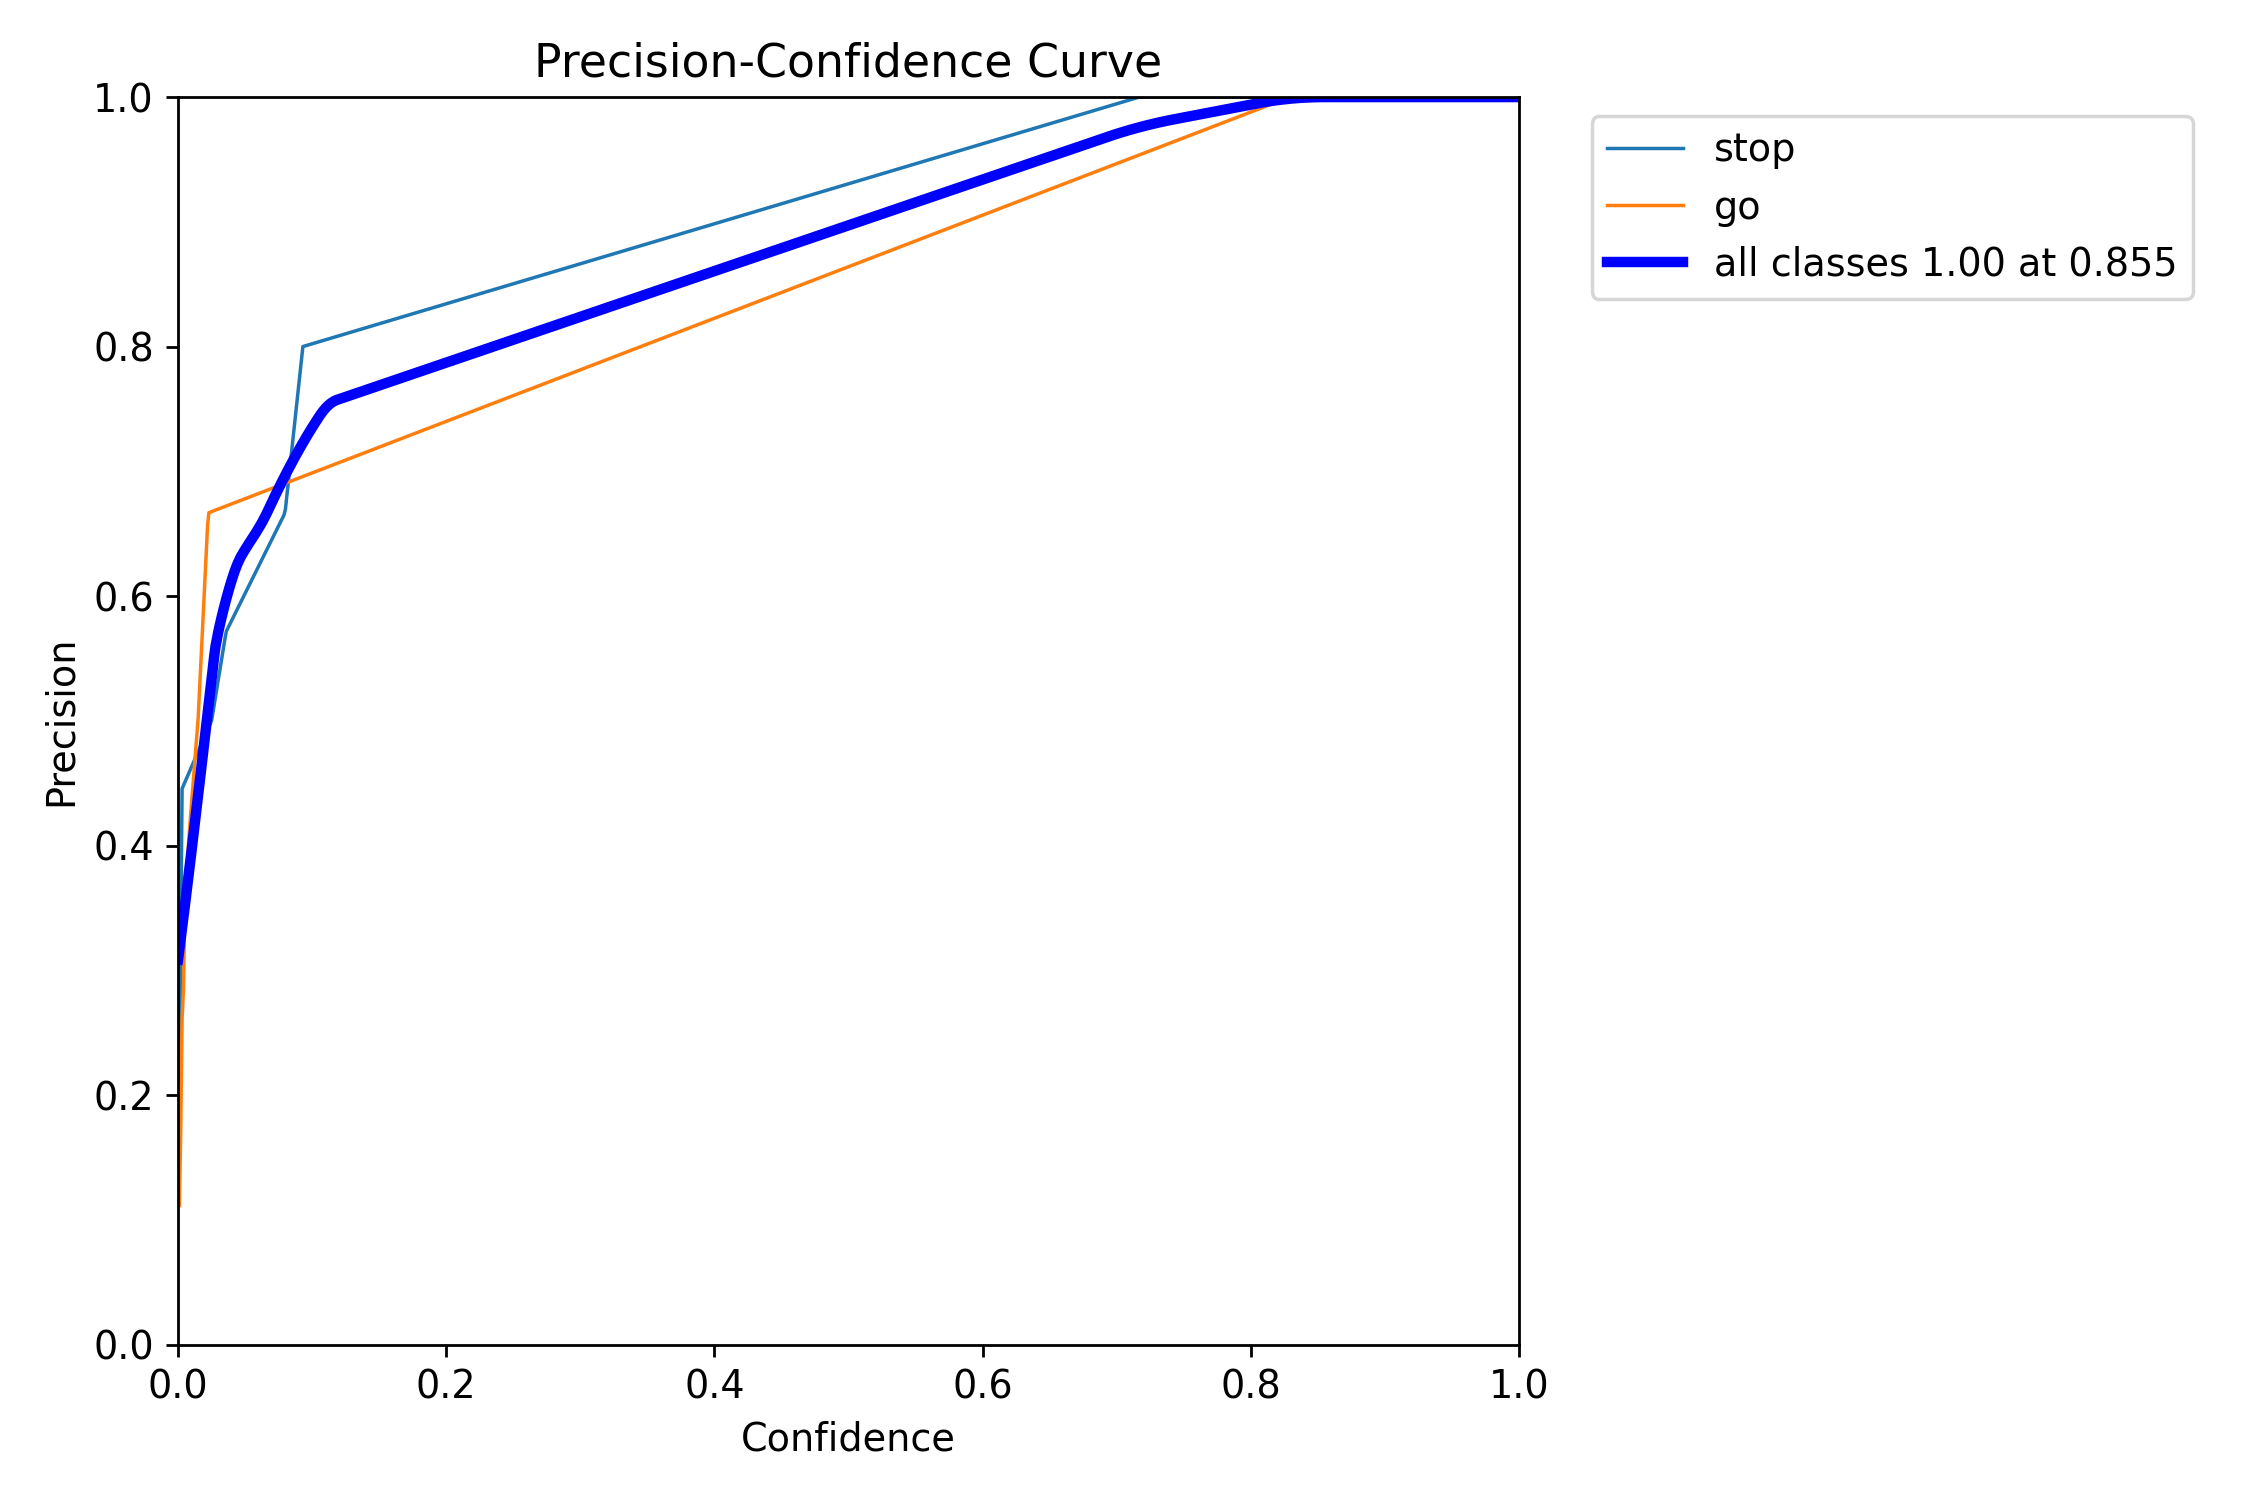 Precision-Confidence Curve
1.0
0.8
0.6
0.4
0.2
0.0
Precision
0.0 0.2 0.4 0.6 0.8 1.0
Confidence
stop
go
all classes 1.00 at 0.855